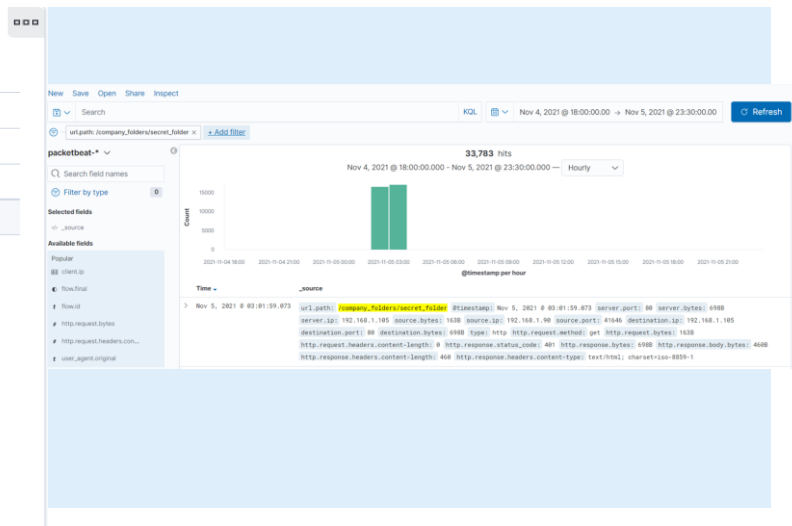 New Save Open Share Inspect
Search KQL Nov 4, 2021 @ 18:00:00.00 → Nov 5, 2021 @ 23:30:00.00 Refresh
url.path: /company_folders/secret_folder × + Add filter
packetbeat-*
33,783 hits
Search field names
Nov 4, 2021 @ 18:00:00.000 - Nov 5, 2021 @ 23:30:00.000 — Hourly
Filter by type 0
Selected fields
</> _source
Available fields
Popular
client.ip
flow.final
t flow.id
# http.request.bytes
# http.request.headers.con...
t user_agent.original
Count
15000
10000
5000
0
2021-11-04 18:00 2021-11-04 21:00 2021-11-05 00:00 2021-11-05 03:00 2021-11-05 06:00 2021-11-05 09:00 2021-11-05 12:00 2021-11-05 15:00 2021-11-05 18:00 2021-11-05 21:00
@timestamp per hour
Time _source
> Nov 5, 2021 @ 03:01:59.073 url.path: /company_folders/secret_folder @timestamp: Nov 5, 2021 @ 03:01:59.073 server.port: 80 server.bytes: 698B
server.ip: 192.168.1.105 source.bytes: 163B source.ip: 192.168.1.90 source.port: 41646 destination.ip: 192.168.1.105
destination.port: 80 destination.bytes: 698B type: http http.request.method: get http.request.bytes: 163B
http.request.headers.content-length: 0 http.response.status_code: 401 http.response.bytes: 698B http.response.body.bytes: 460B
http.response.headers.content-length: 460 http.response.headers.content-type: text/html; charset=iso-8859-1